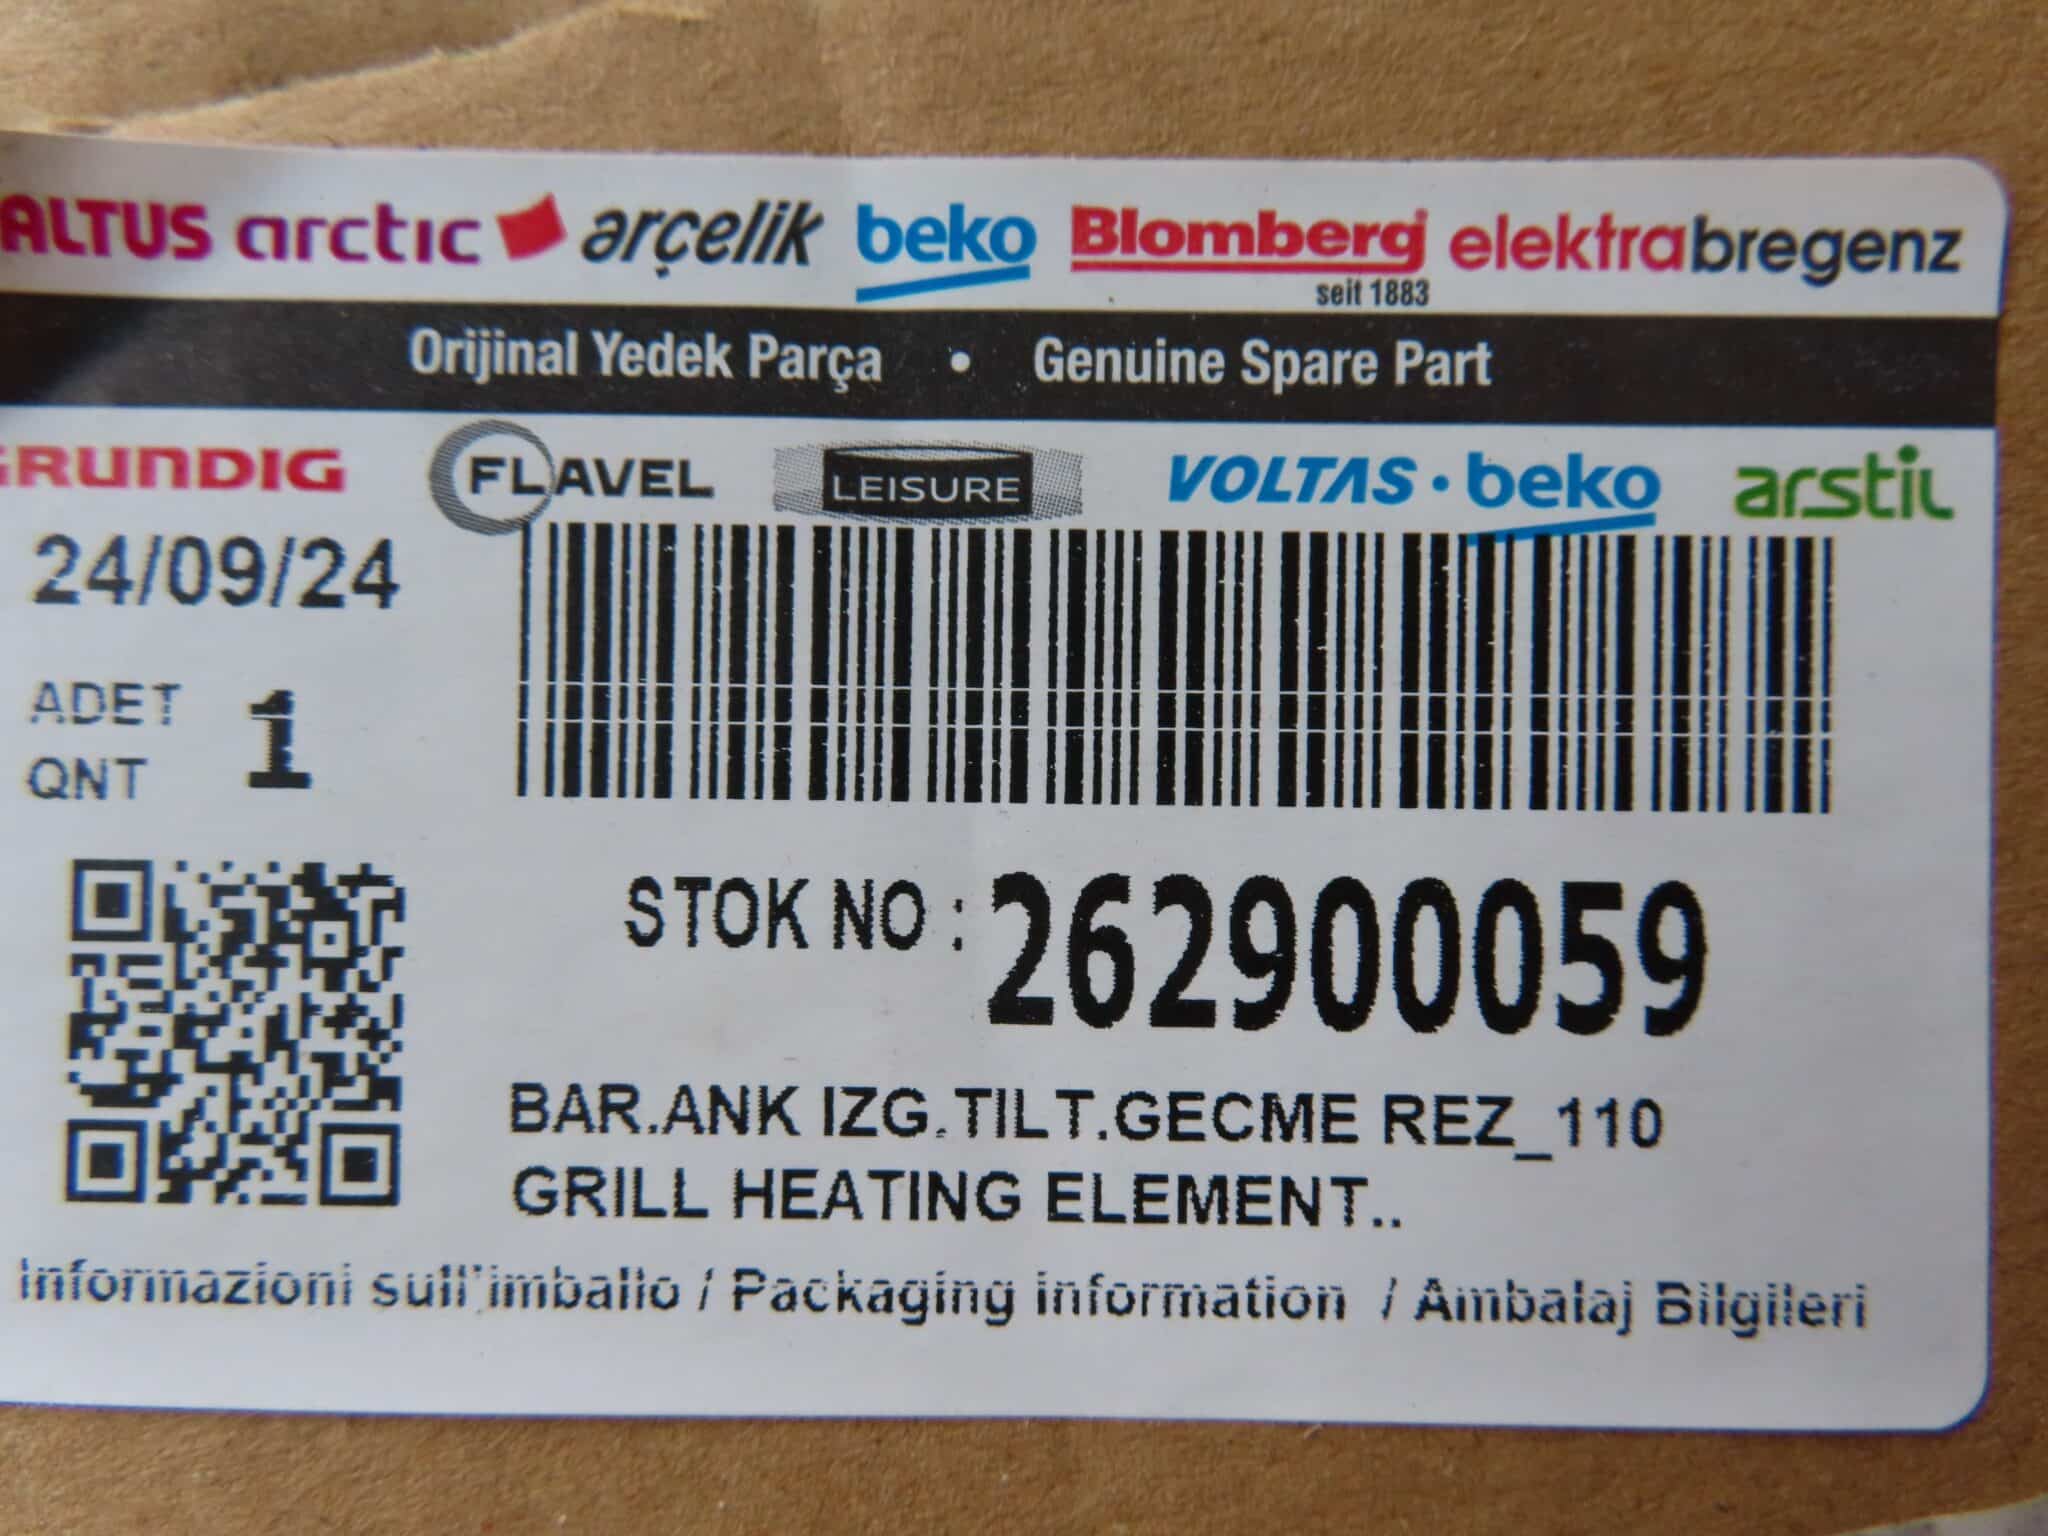 ALTUS arctic arçelik beko Blomberg elektrabregenz
seit 1883
Orijinal Yedek Parça • Genuine Spare Part
GRUNDIG FLAVEL LEISURE VOLTAS • beko arstil
24/09/24
ADET
QNT 1
STOK NO : 262900059
BAR.ANK IZG.TILT.GECME REZ_110
GRILL HEATING ELEMENT..
Informazioni sull'imballo / Packaging information / Ambalaj Bilgileri